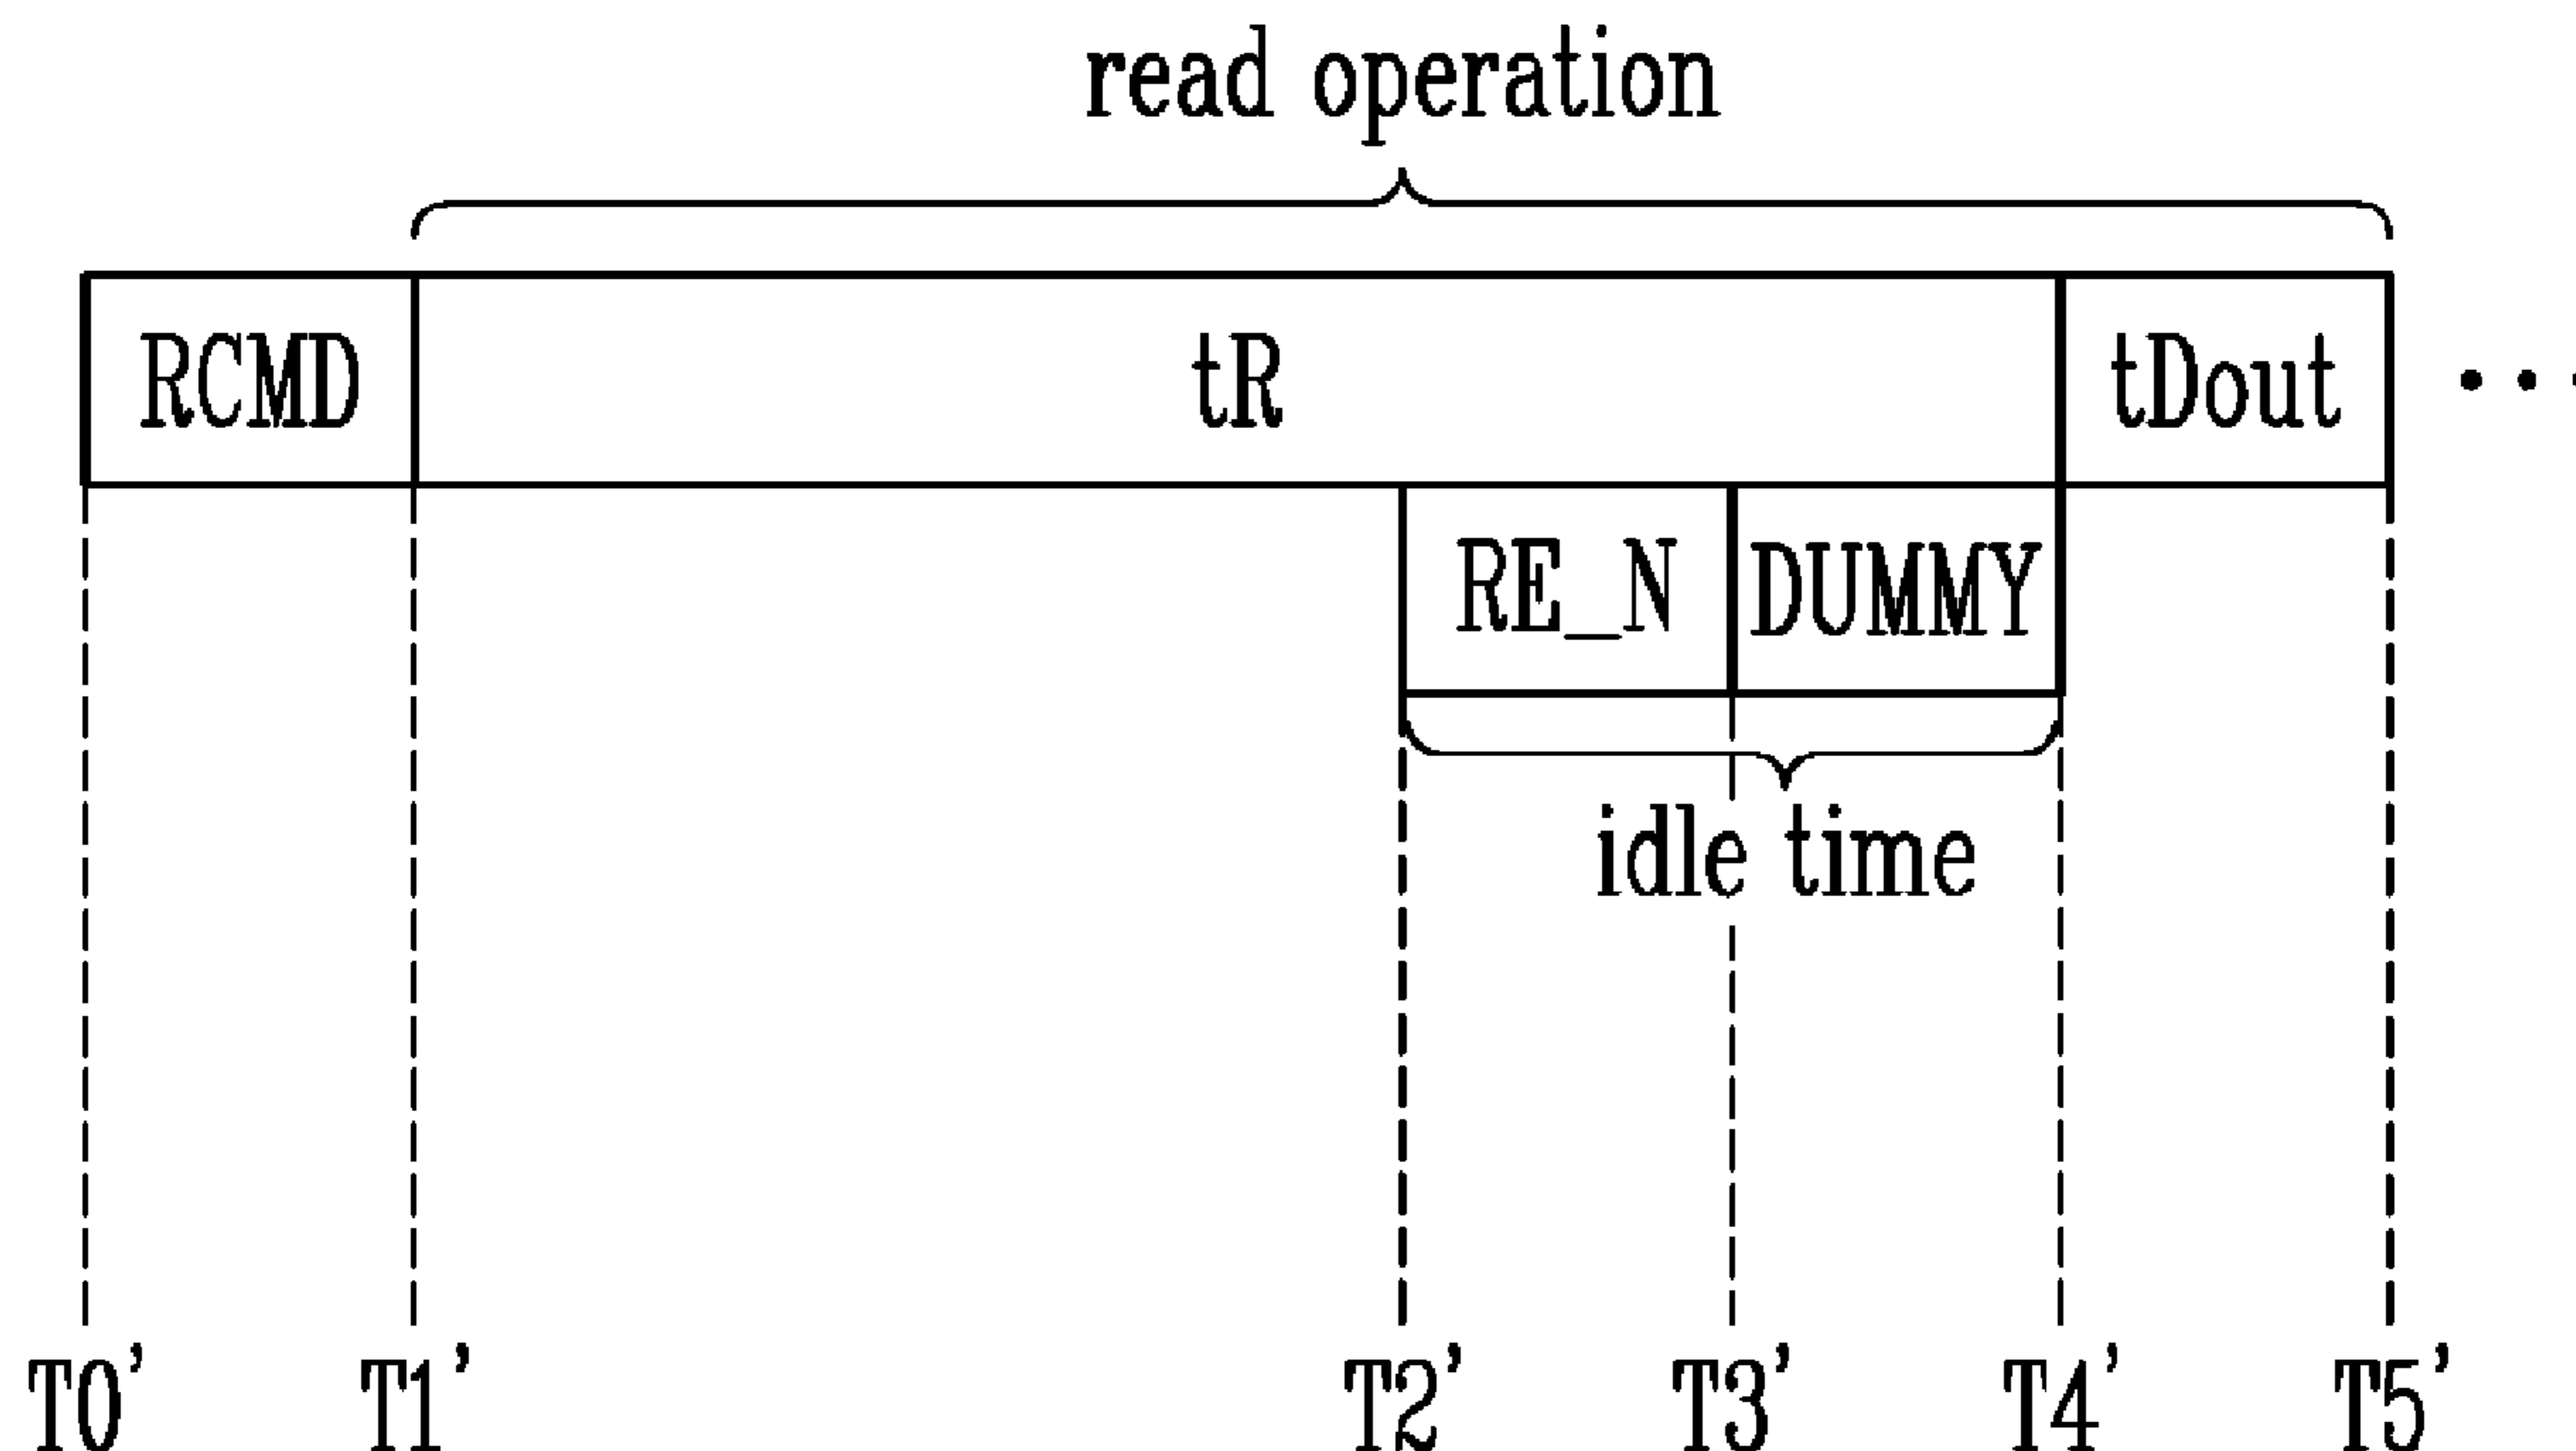 read operation
RCMD tR tDout ...
RE_N DUMMY
idle time
T0' T1' T2' T3' T4' T5'